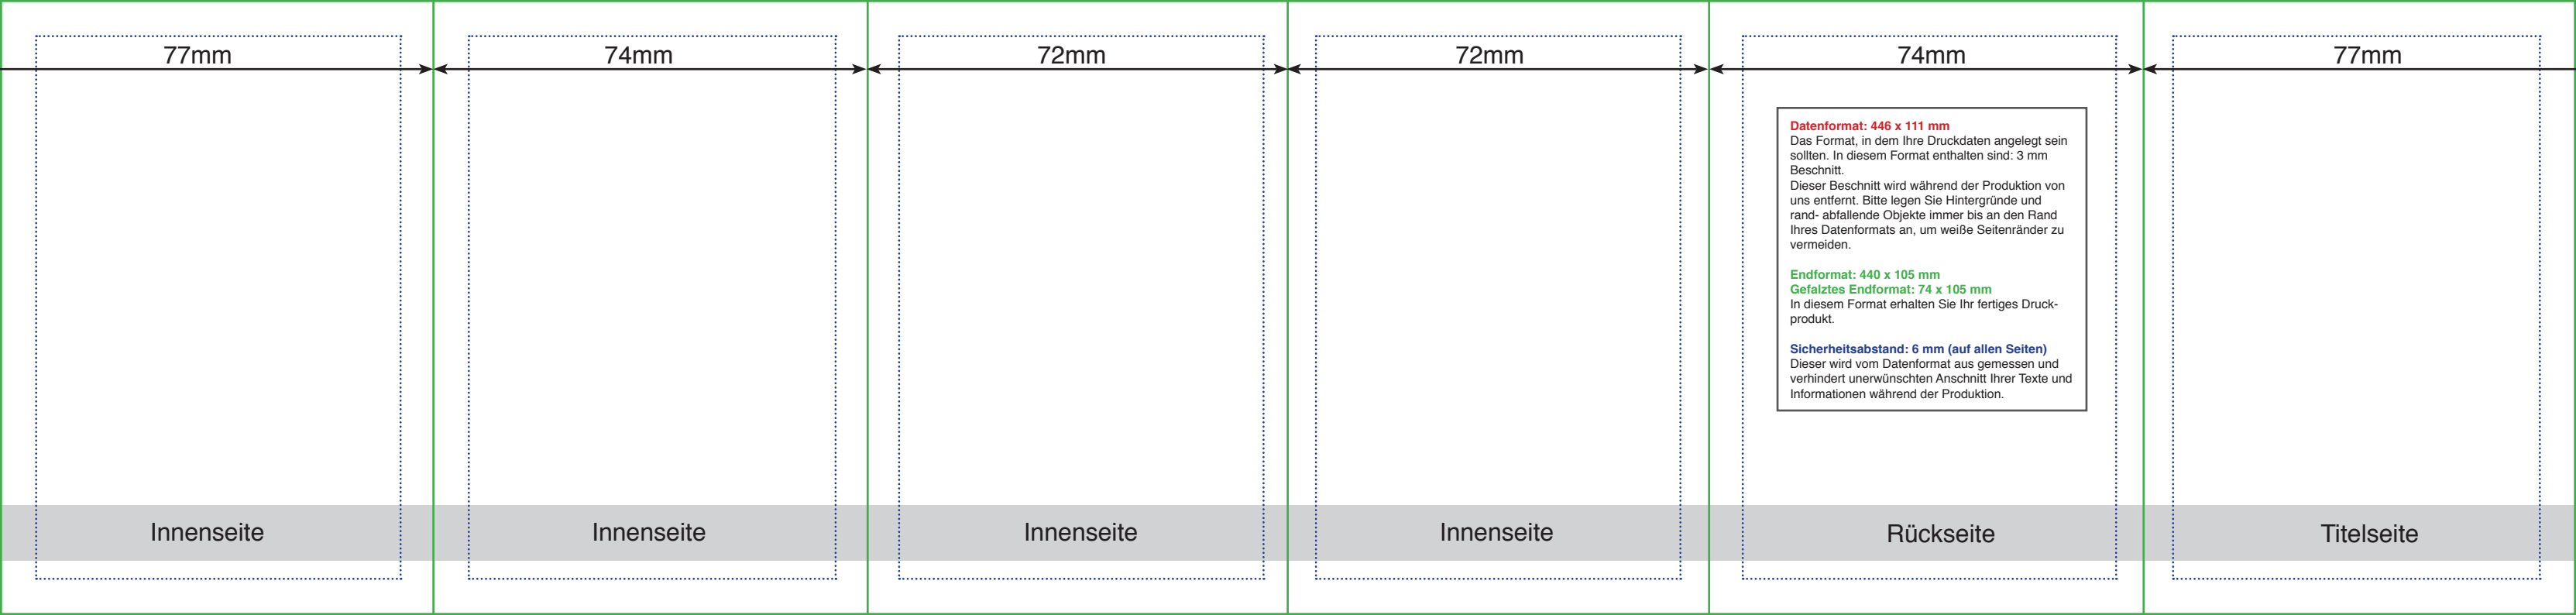 77mm
74mm
72mm
72mm
74mm
77mm
Datenformat: 446 x 111 mm
Das Format, in dem Ihre Druckdaten angelegt sein
sollten. In diesem Format enthalten sind: 3 mm
Beschnitt.
Dieser Beschnitt wird während der Produktion von
uns entfernt. Bitte legen Sie Hintergründe und
rand- abfallende Objekte immer bis an den Rand
Ihres Datenformats an, um weiße Seitenränder zu
vermeiden.
Endformat: 440 x 105 mm
Gefalztes Endformat: 74 x 105 mm
In diesem Format erhalten Sie Ihr fertiges Druck-
produkt.
Sicherheitsabstand: 6 mm (auf allen Seiten)
Dieser wird vom Datenformat aus gemessen und
verhindert unerwünschten Anschnitt Ihrer Texte und
Informationen während der Produktion.
Innenseite
Innenseite
Innenseite
Innenseite
Rückseite
Titelseite